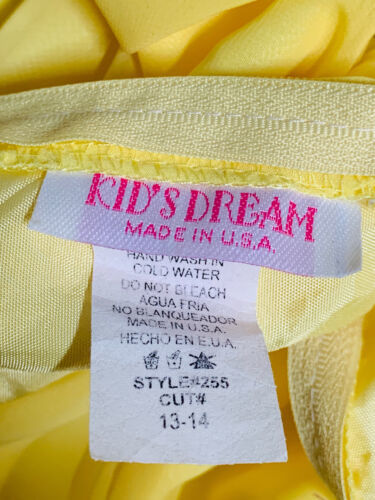 KID'S DREAM
MADE IN U.S.A.
HAND WASH IN
COLD WATER
DO NOT BLEACH
AGUA FRIA
NO BLANQUEADOR
MADE IN U.S.A.
HECHO EN E.U.A.
STYLE#255
CUT#
13-14